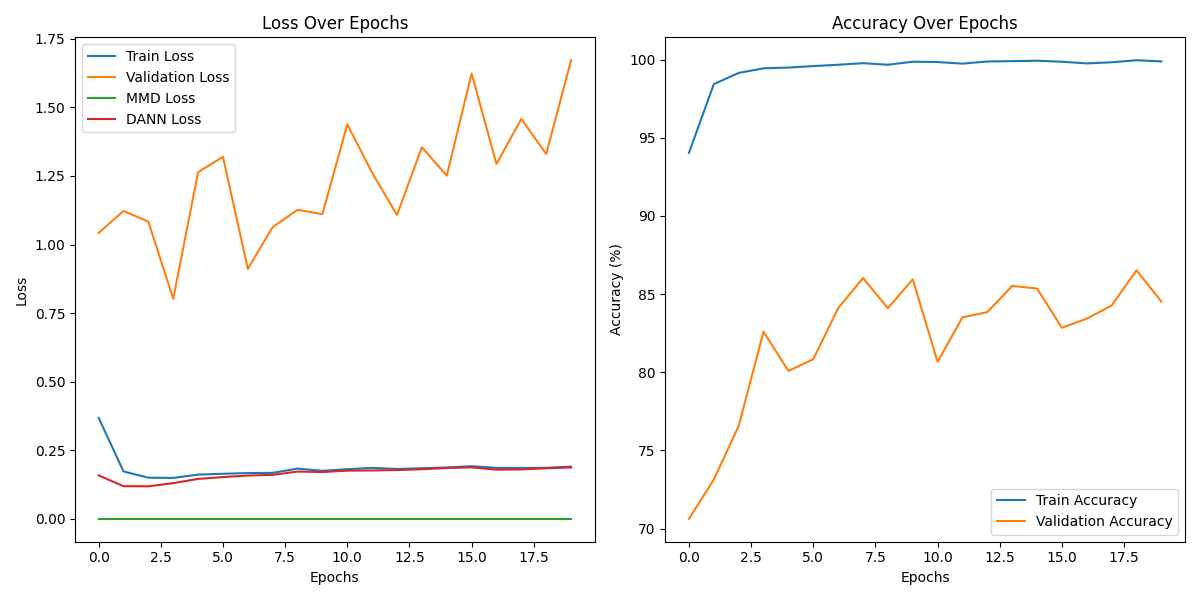 Loss Over Epochs
1.75
1.50
1.25
1.00
0.75
0.50
0.25
0.00
Loss
Train Loss
Validation Loss
MMD Loss
DANN Loss
0.0 2.5 5.0 7.5 10.0 12.5 15.0 17.5
Epochs
Accuracy Over Epochs
100
95
90
85
80
75
70
Accuracy (%)
Train Accuracy
Validation Accuracy
0.0 2.5 5.0 7.5 10.0 12.5 15.0 17.5
Epochs